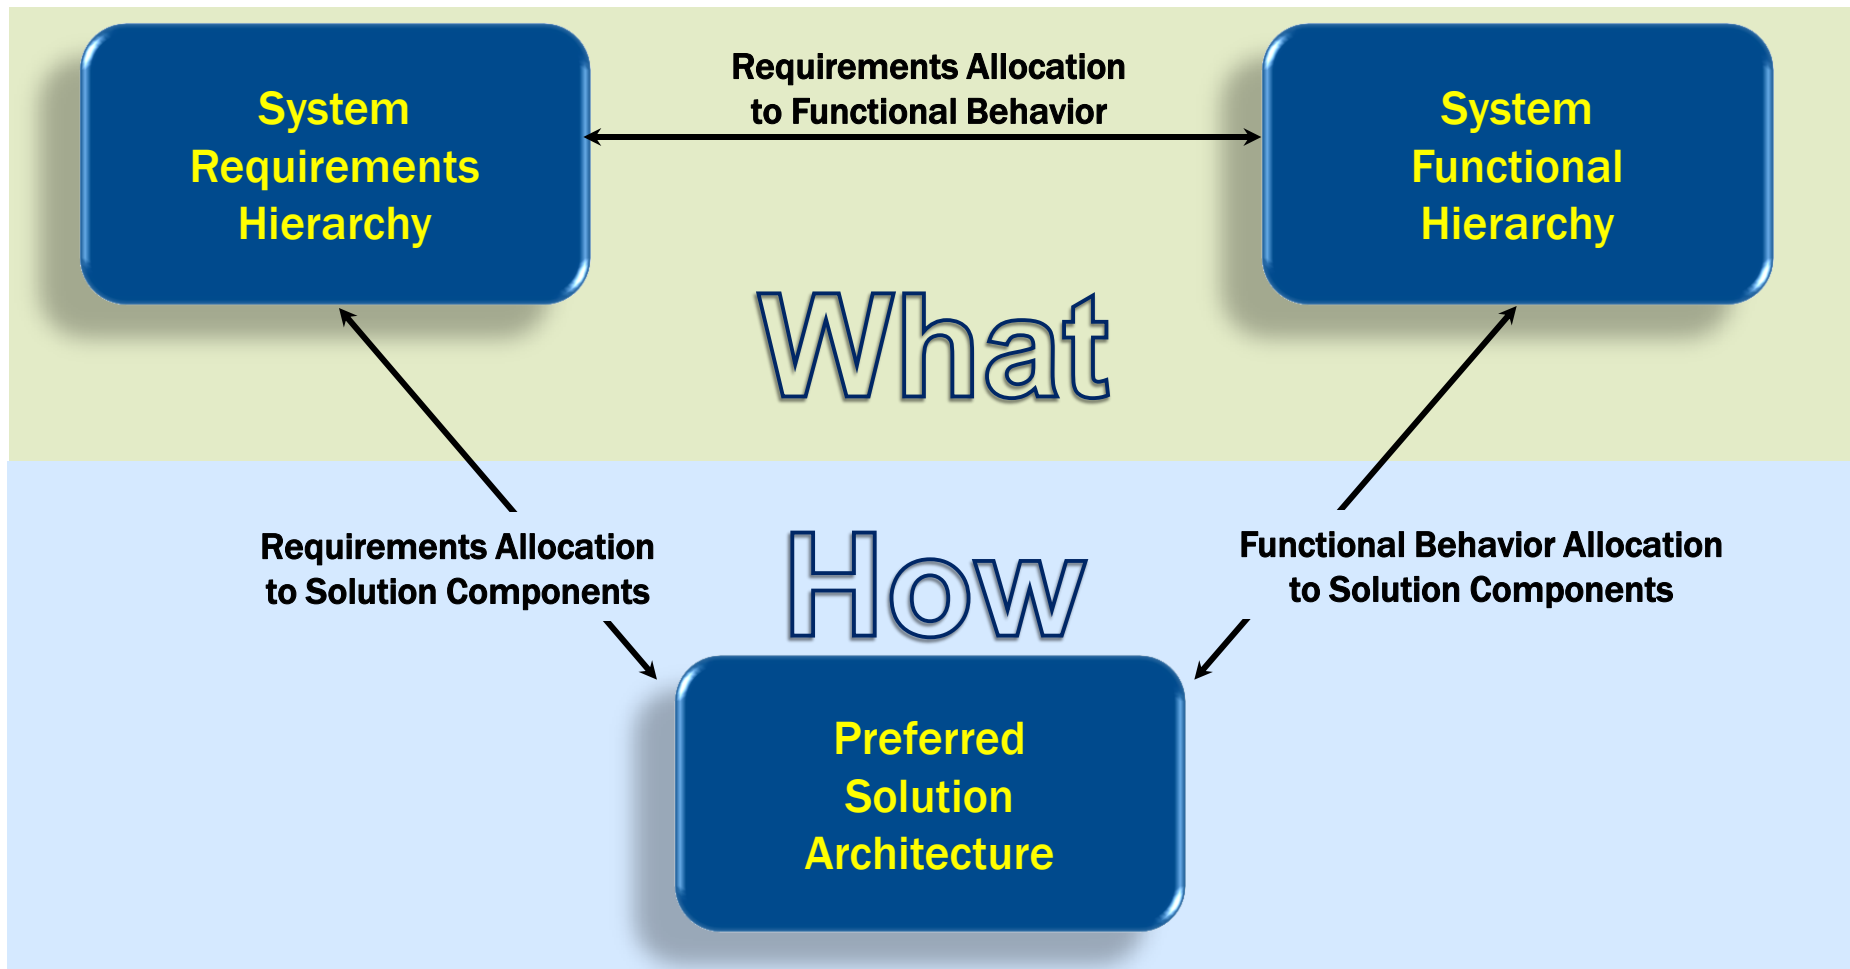 System
Requirements
Hierarchy
Requirements Allocation
to Functional Behavior
System
Functional
Hierarchy
What
Requirements Allocation
to Solution Components
How
Functional Behavior Allocation
to Solution Components
Preferred
Solution
Architecture